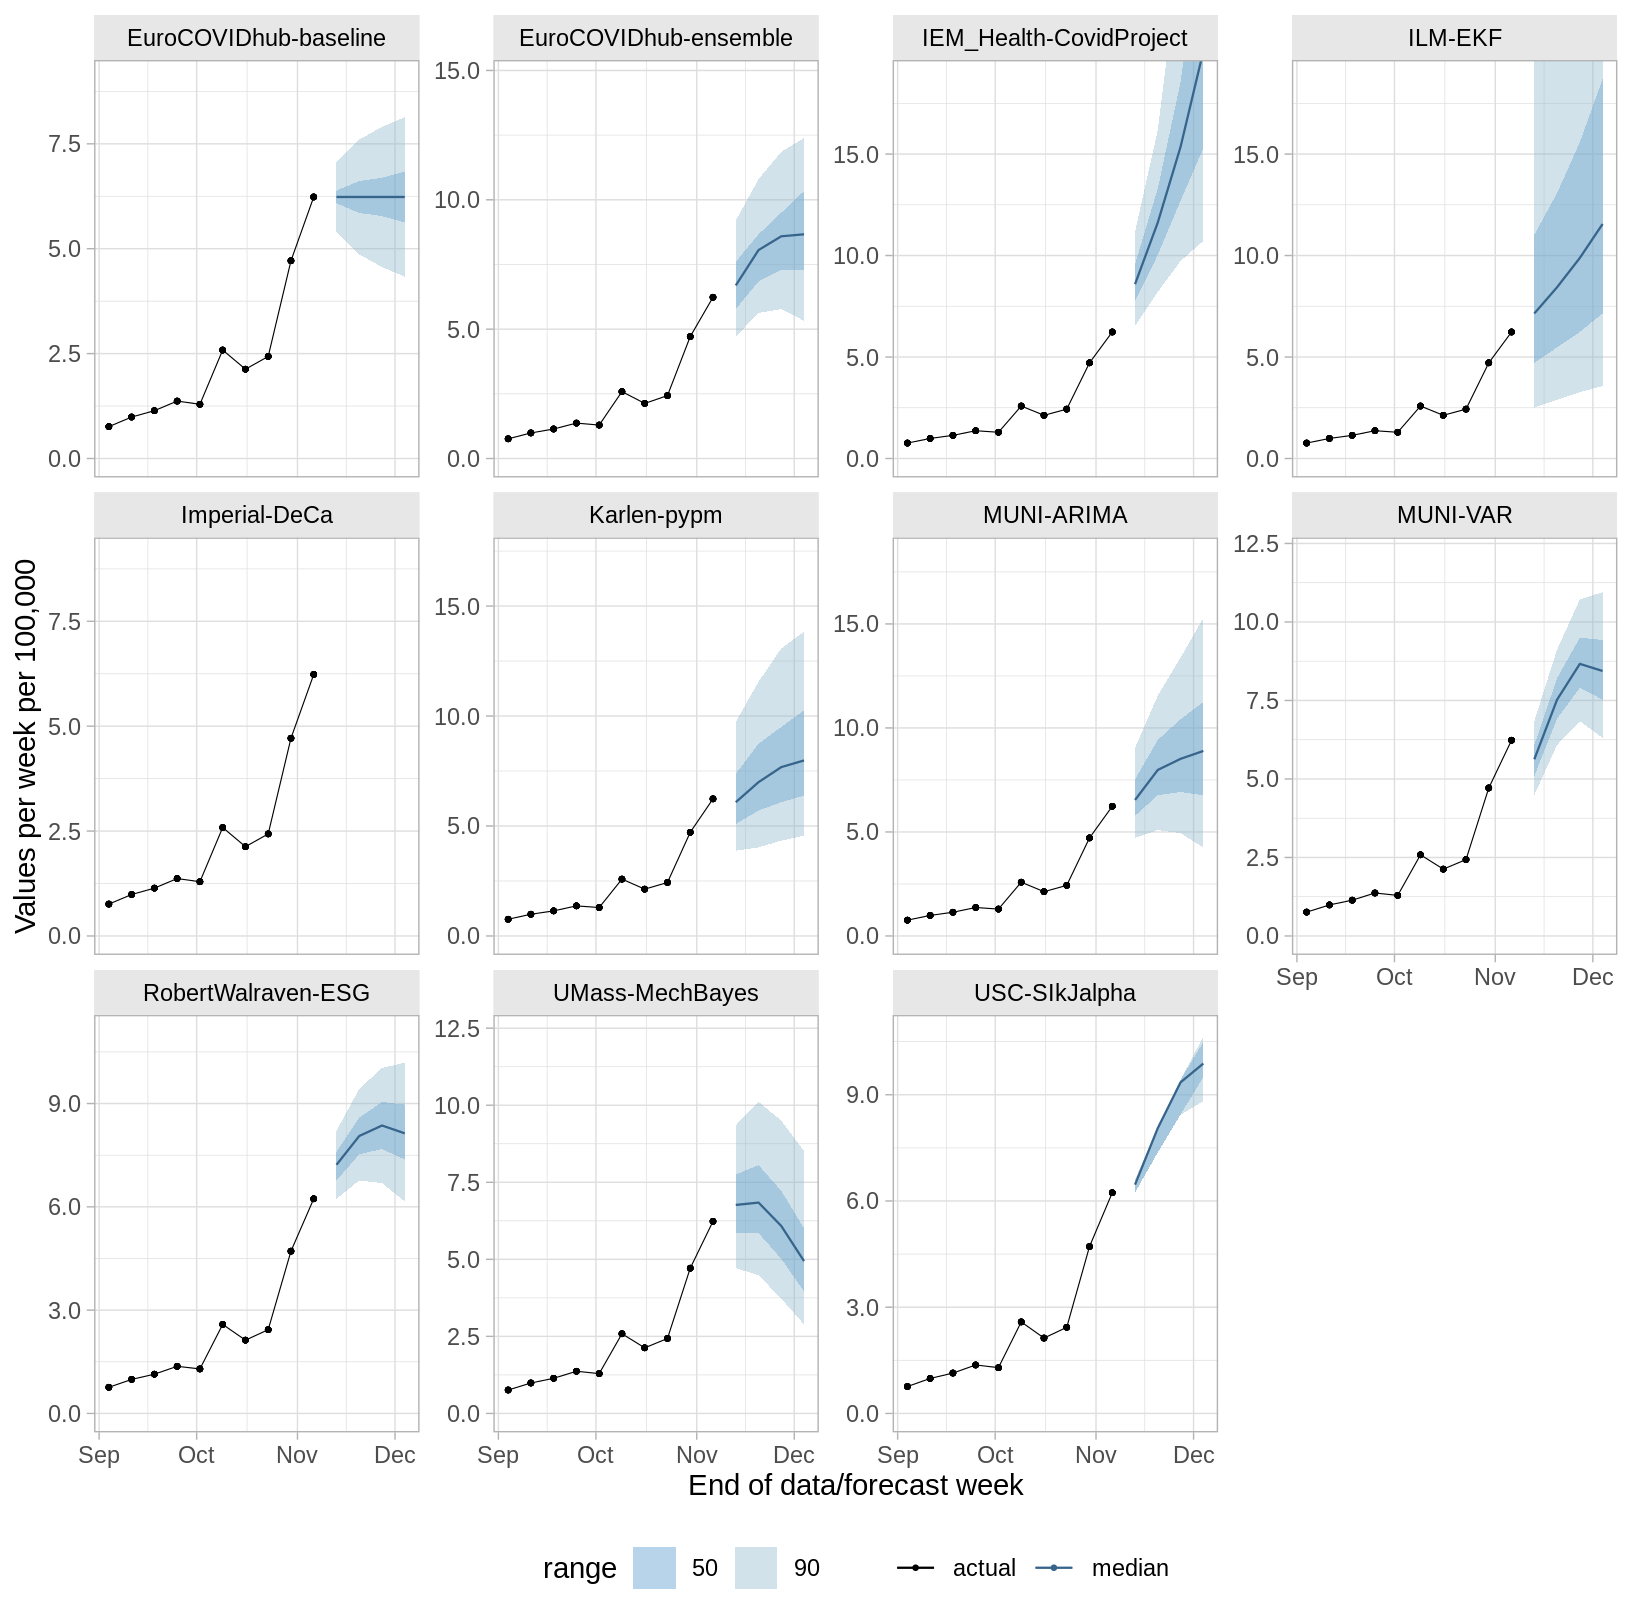 EuroCOVIDhub-baseline
EuroCOVIDhub-ensemble
IEM_Health-CovidProject
ILM-EKF
7.5
5.0
2.5
0.0
15.0
10.0
5.0
0.0
15.0
10.0
5.0
0.0
15.0
10.0
5.0
0.0
Values per week per 100,000
Imperial-DeCa
Karlen-pypm
MUNI-ARIMA
MUNI-VAR
7.5
5.0
2.5
0.0
15.0
10.0
5.0
0.0
15.0
10.0
5.0
0.0
12.5
10.0
7.5
5.0
2.5
0.0
Sep Oct Nov Dec
RobertWalraven-ESG
UMass-MechBayes
USC-SIkJalpha
9.0
6.0
3.0
0.0
12.5
10.0
7.5
5.0
2.5
0.0
9.0
6.0
3.0
0.0
Sep Oct Nov Dec
Sep Oct Nov Dec
Sep Oct Nov Dec
End of data/forecast week
range 50 90 actual median